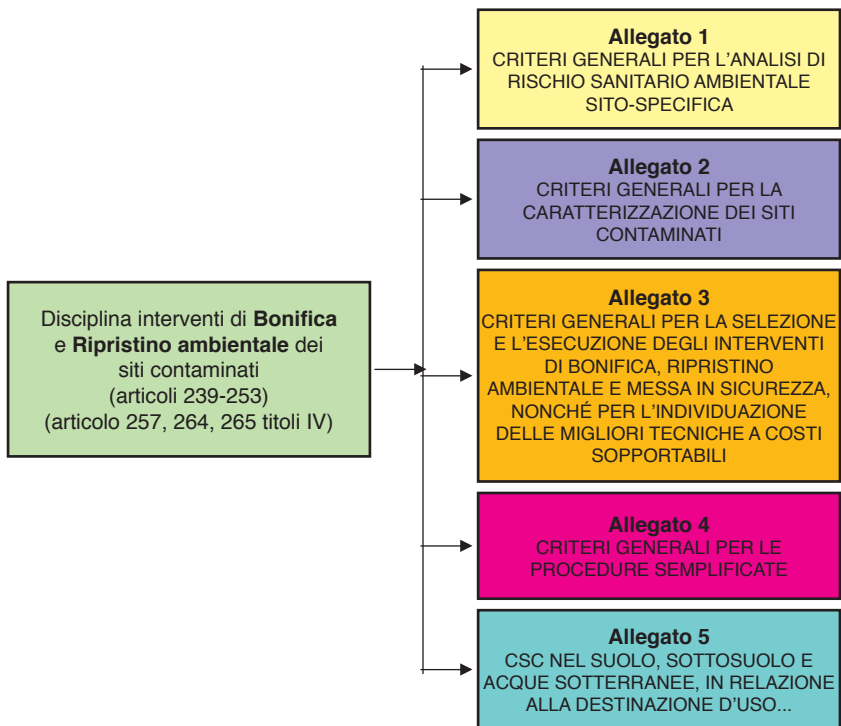 Disciplina interventi di Bonifica
e Ripristino ambientale dei
siti contaminati
(articoli 239-253)
(articolo 257, 264, 265 titoli IV)
Allegato 1
CRITERI GENERALI PER L'ANALISI DI
RISCHIO SANITARIO AMBIENTALE
SITO-SPECIFICA
Allegato 2
CRITERI GENERALI PER LA
CARATTERIZZAZIONE DEI SITI
CONTAMINATI
Allegato 3
CRITERI GENERALI PER LA SELEZIONE
E L'ESECUZIONE DEGLI INTERVENTI
DI BONIFICA, RIPRISTINO
AMBIENTALE E MESSA IN SICUREZZA,
NONCHÉ PER L'INDIVIDUAZIONE
DELLE MIGLIORI TECNICHE A COSTI
SOPPORTABILI
Allegato 4
CRITERI GENERALI PER LE
PROCEDURE SEMPLIFICATE
Allegato 5
CSC NEL SUOLO, SOTTOSUOLO E
ACQUE SOTTERRANEE, IN RELAZIONE
ALLA DESTINAZIONE D'USO...